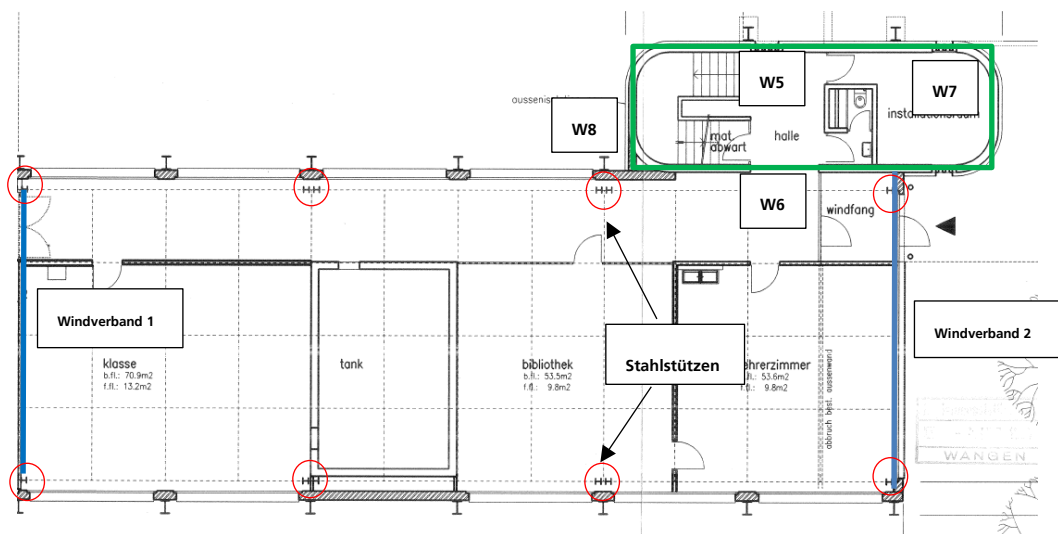 W5
W7
aussenis
installationsraum
W8
mat.
abwart
halle
W6
windfang
Windverband 1
Windverband 2
klasse
b.fl.: 70.9m2
f.fl.: 13.2m2
tank
bibliothek
b.fl.: 53.5m2
f.fl.: 9.8m2
Stahlstützen
ehrerzimmer
b.fl.: 53.6m2
f.fl.: 9.8m2
abbruch best. aussenwand
WANGEN